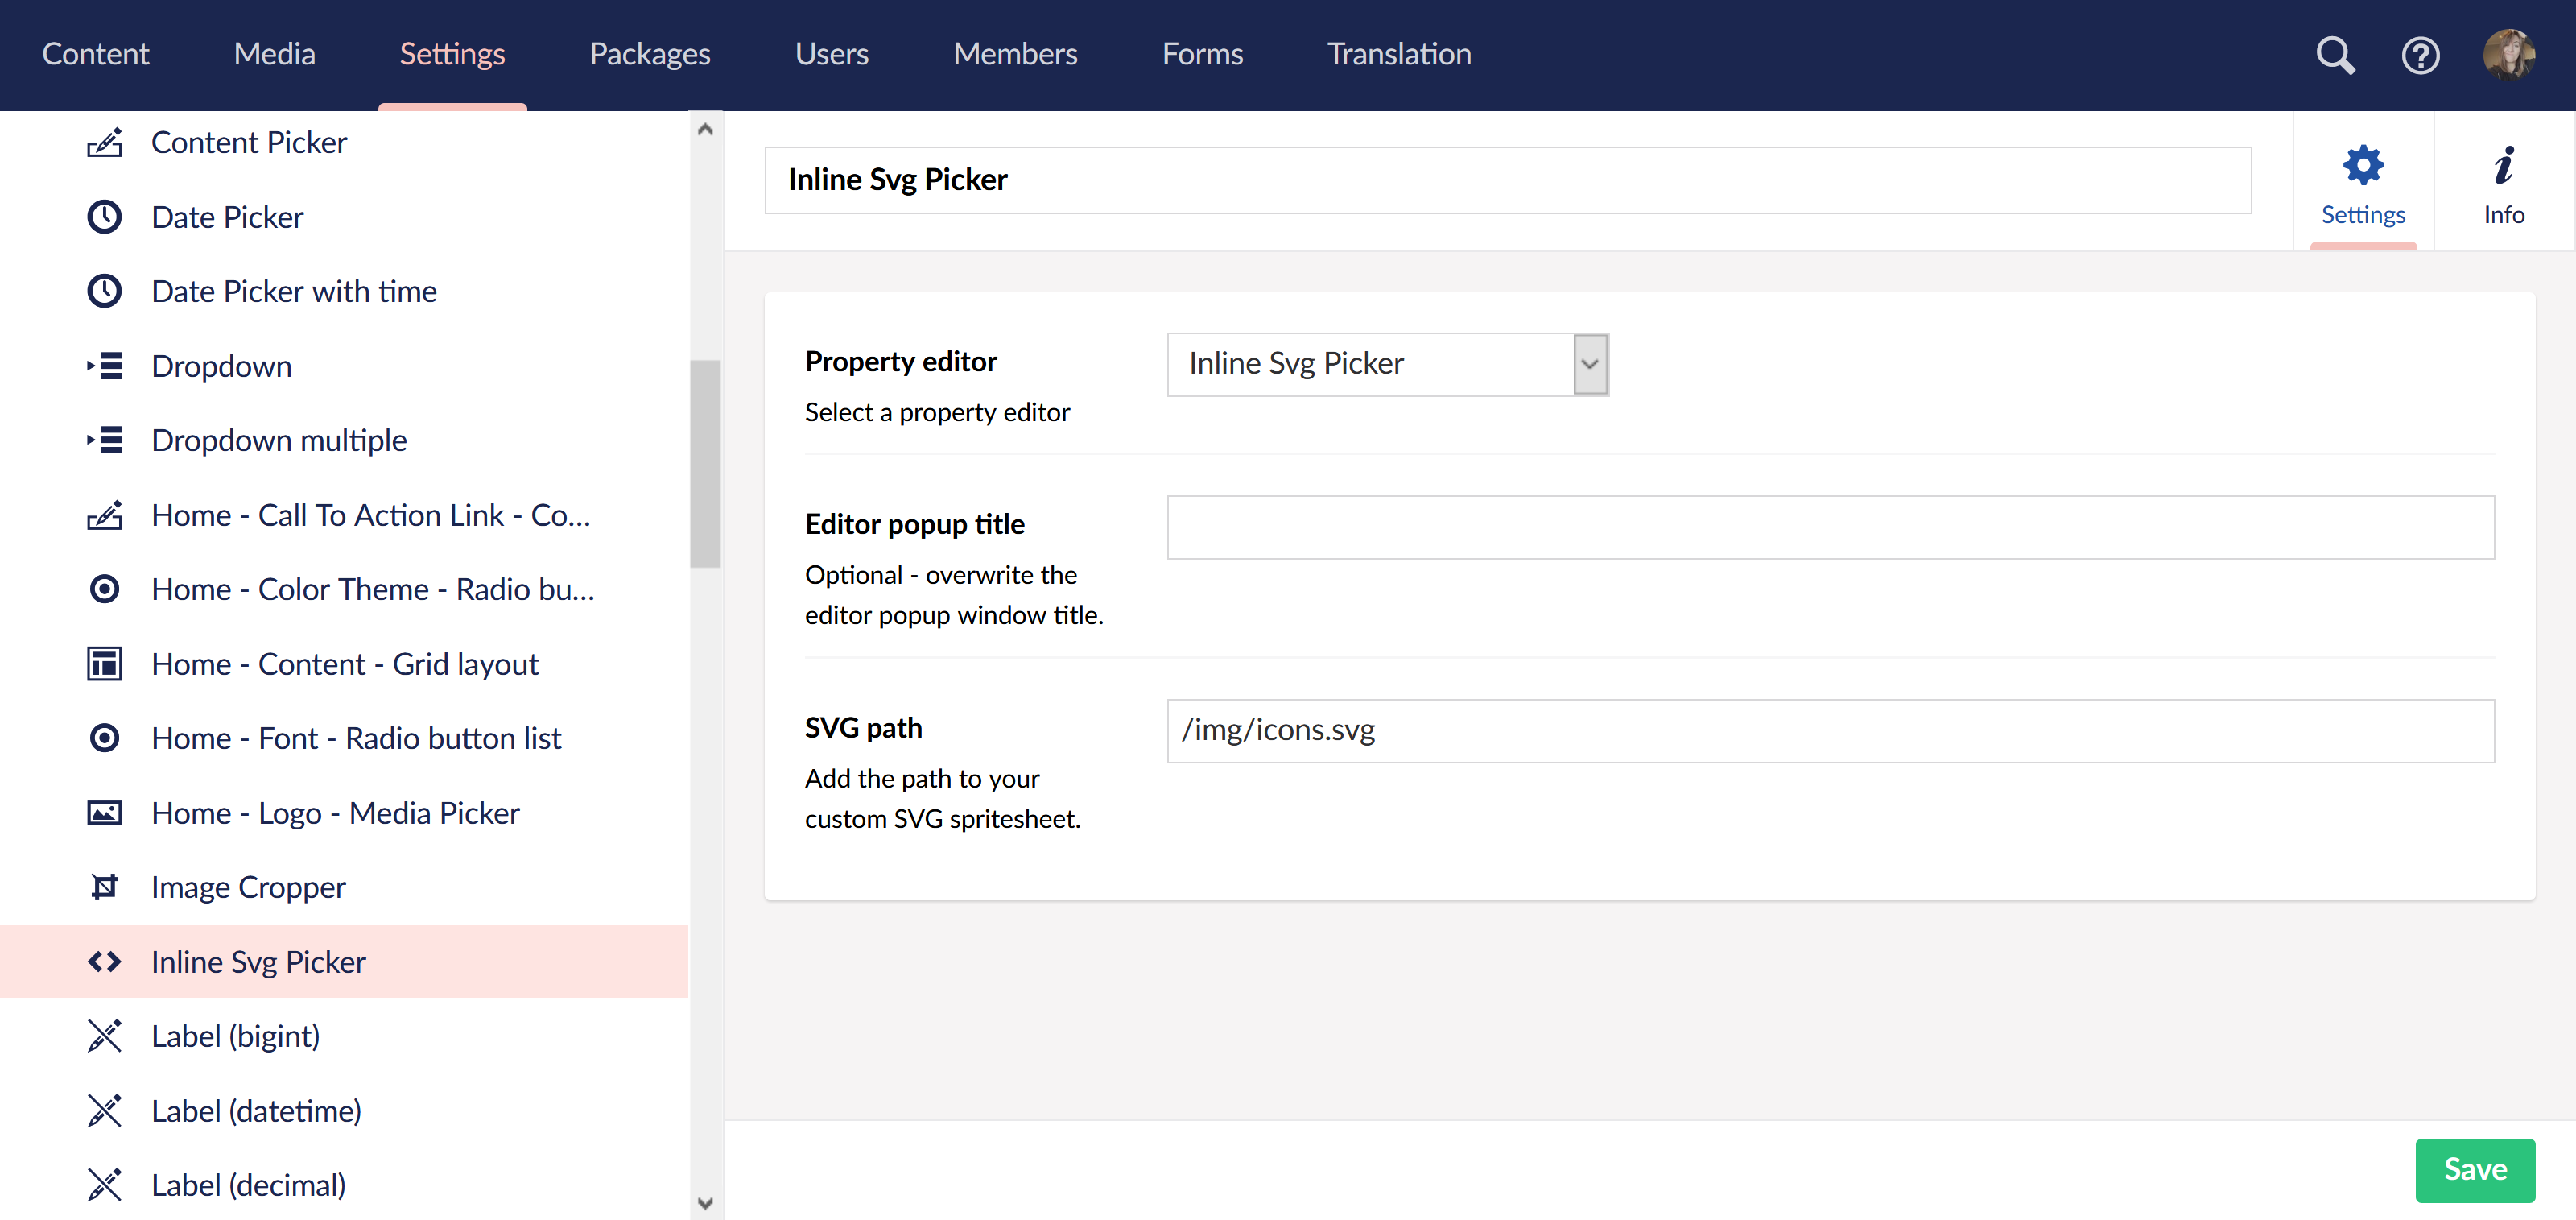 Content Media Settings Packages Users Members Forms Translation
Content Picker
Date Picker
Date Picker with time
Dropdown
Dropdown multiple
Home - Call To Action Link - Co...
Home - Color Theme - Radio bu...
Home - Content - Grid layout
Home - Font - Radio button list
Home - Logo - Media Picker
Image Cropper
Inline Svg Picker
Label (bigint)
Label (datetime)
Label (decimal)
Inline Svg Picker
Settings
Info
Property editor
Select a property editor
Inline Svg Picker
Editor popup title
Optional - overwrite the
editor popup window title.
SVG path
Add the path to your
custom SVG spritesheet.
/img/icons.svg
Save